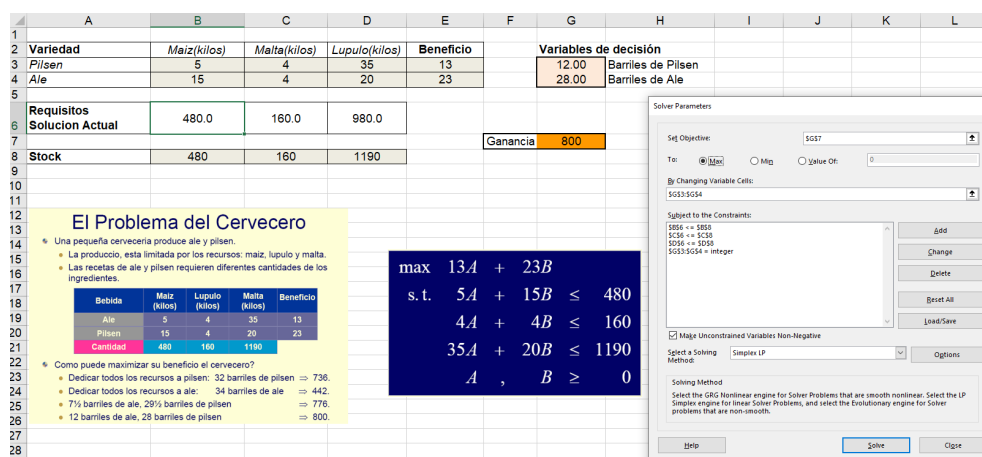 A B C D E F G H I J K L
1
2 Variedad Maiz(kilos) Malta(kilos) Lupulo(kilos) Beneficio Variables de decisión
3 Pilsen 5 4 35 13 12.00 Barriles de Pilsen
4 Ale 15 4 20 23 28.00 Barriles de Ale
5
6 Requisitos
Solucion Actual 480.0 160.0 980.0
7 Ganancia 800
8 Stock 480 160 1190
9
10
11
12
13
14
15
16
17
18
19
20
21
22
23
24
25
26
27
28
El Problema del Cervecero
Una pequeña cerveceria produce ale y pilsen.
La produccio, esta limitada por los recursos: maiz, lupulo y malta.
Las recetas de ale y pilsen requieren diferentes cantidades de los
ingredientes.
Bebida Maiz (kilos) Lupulo (kilos) Malta (kilos) Beneficio
Ale 5 4 35 13
Pilsen 15 4 20 23
Cantidad 480 160 1190
Como puede maximizar su beneficio el cervecero?
Dedicar todos los recursos a pilsen: 32 barriles de pilsen ⇒ 736.
Dedicar todos los recursos a ale: 34 barriles de ale ⇒ 442.
7½ barriles de ale, 29½ barriles de pilsen ⇒ 776.
12 barriles de ale, 28 barriles de pilsen ⇒ 800.
max 13A + 23B
s. t. 5A + 15B ≤ 480
4A + 4B ≤ 160
35A + 20B ≤ 1190
A , B ≥ 0
Solver Parameters
Set Objective: $G$7
To: Max Min Value Of: 0
By Changing Variable Cells:
$G$3:$G$4
Subject to the Constraints:
$B$6 <= $B$8
$C$6 <= $C$8
$D$6 <= $D$8
$G$3:$G$4 = integer
Add
Change
Delete
Reset All
Load/Save
Make Unconstrained Variables Non-Negative
Select a Solving
Method: Simplex LP Options
Solving Method
Select the GRG Nonlinear engine for Solver Problems that are smooth nonlinear. Select the LP
Simplex engine for linear Solver Problems, and select the Evolutionary engine for Solver
problems that are non-smooth.
Help Solve Close